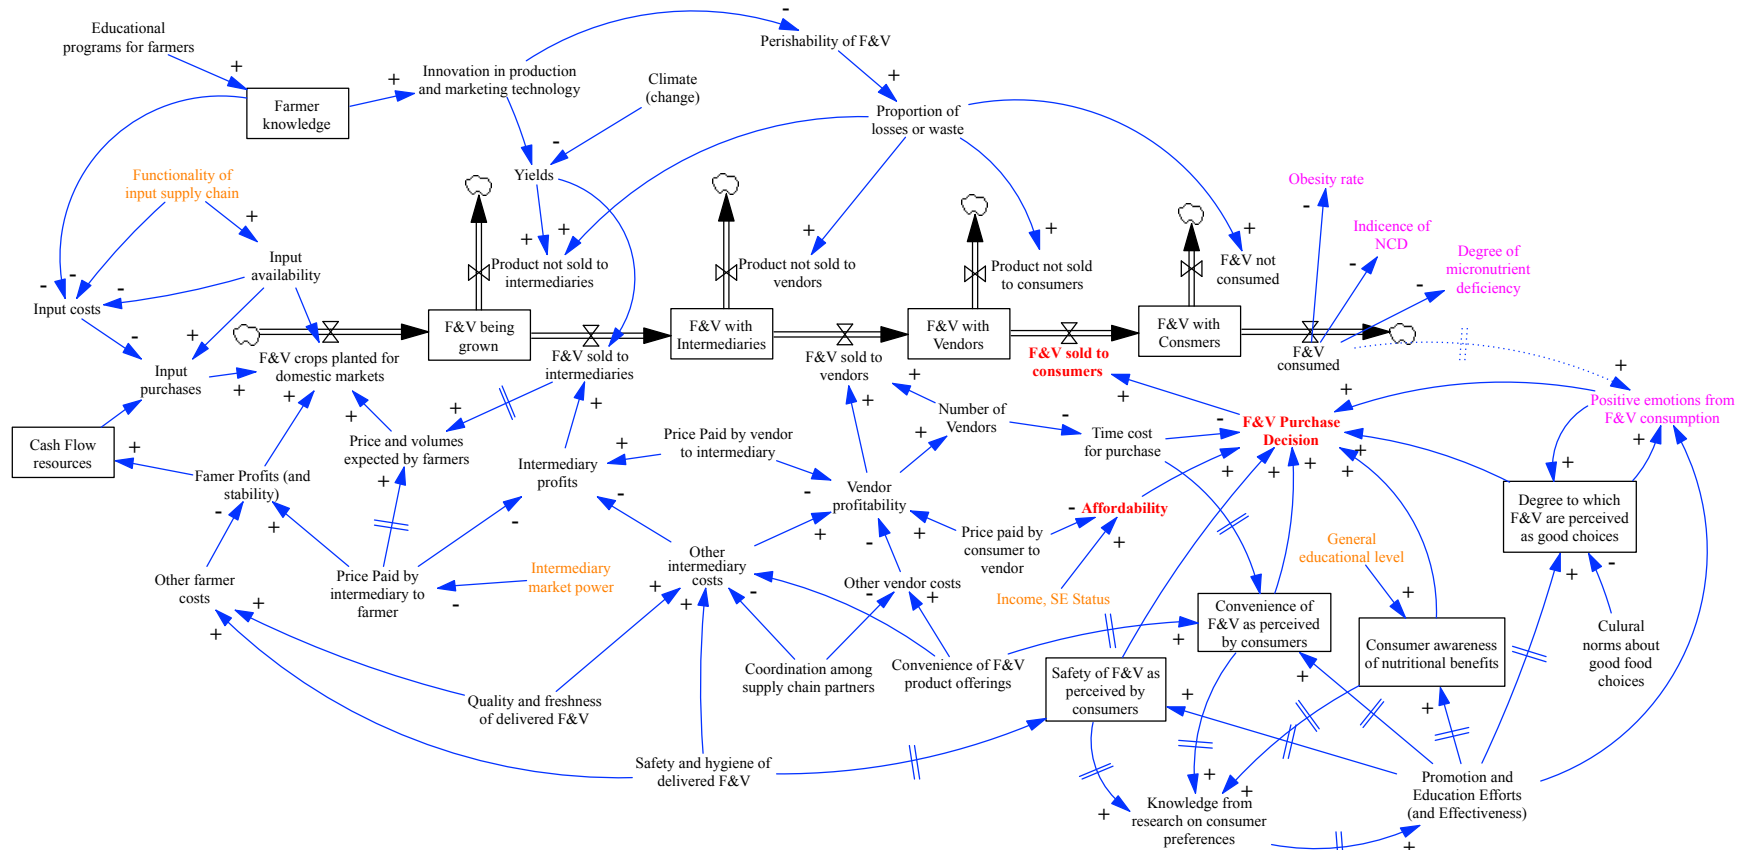 Educational
programs for farmers
Farmer
knowledge
Innovation in production
and marketing technology
Perishability of F&V
Climate
(change)
Proportion of
losses or waste
Yields
Functionality of
input supply chain
Input
availability
Input costs
Input
purchases
Cash Flow
resources
F&V crops planted for
domestic markets
Product not sold to
intermediaries
Product not sold to
vendors
Product not sold
to consumers
F&V not
consumed
Obesity rate
Indicence of
NCD
Degree of
micronutrient
deficiency
F&V being
grown
F&V with
Intermediaries
F&V with
Vendors
F&V with
Consmers
F&V sold to
intermediaries
F&V sold to
vendors
F&V sold to
consumers
F&V
consumed
Positive emotions from
F&V consumption
Famer Profits (and
stability)
Price and volumes
expected by farmers
Intermediary
profits
Price Paid by vendor
to intermediary
Number of
Vendors
Time cost
for purchase
F&V Purchase
Decision
Vendor
profitability
Affordability
Price paid by
consumer to
vendor
Degree to which
F&V are perceived
as good choices
General
educational level
Other farmer
costs
Price Paid by
intermediary to
farmer
Intermediary
market power
Other
intermediary
costs
Other vendor costs
Income, SE Status
Convenience of
F&V as perceived
by consumers
Consumer awareness
of nutritional benefits
Culural
norms about
good food
choices
Quality and freshness
of delivered F&V
Coordination among
supply chain partners
Convenience of F&V
product offerings
Safety of F&V as
perceived by
consumers
Safety and hygiene of
delivered F&V
Knowledge from
research on consumer
preferences
Promotion and
Education Efforts
(and Effectiveness)